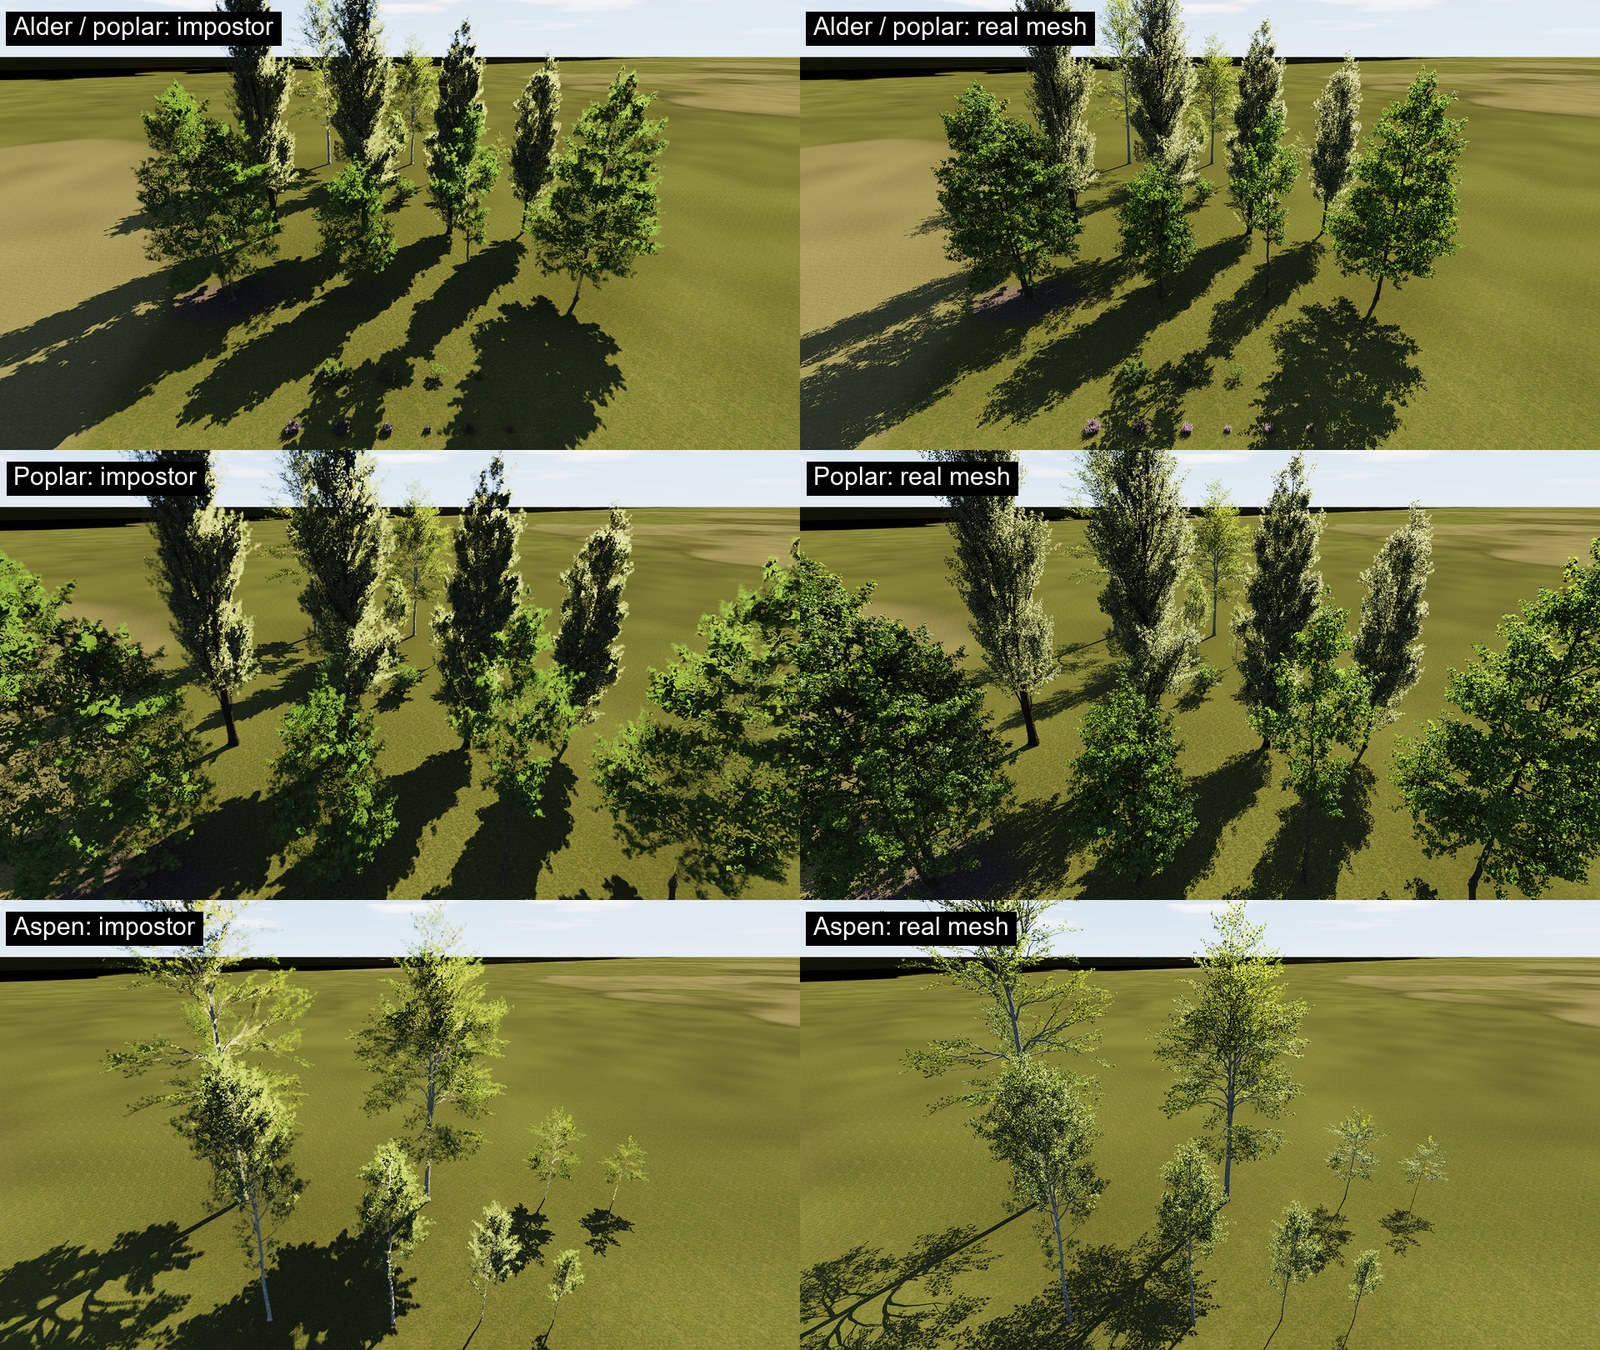 Alder / poplar: impostor
Alder / poplar: real mesh
Poplar: impostor
Poplar: real mesh
Aspen: impostor
Aspen: real mesh